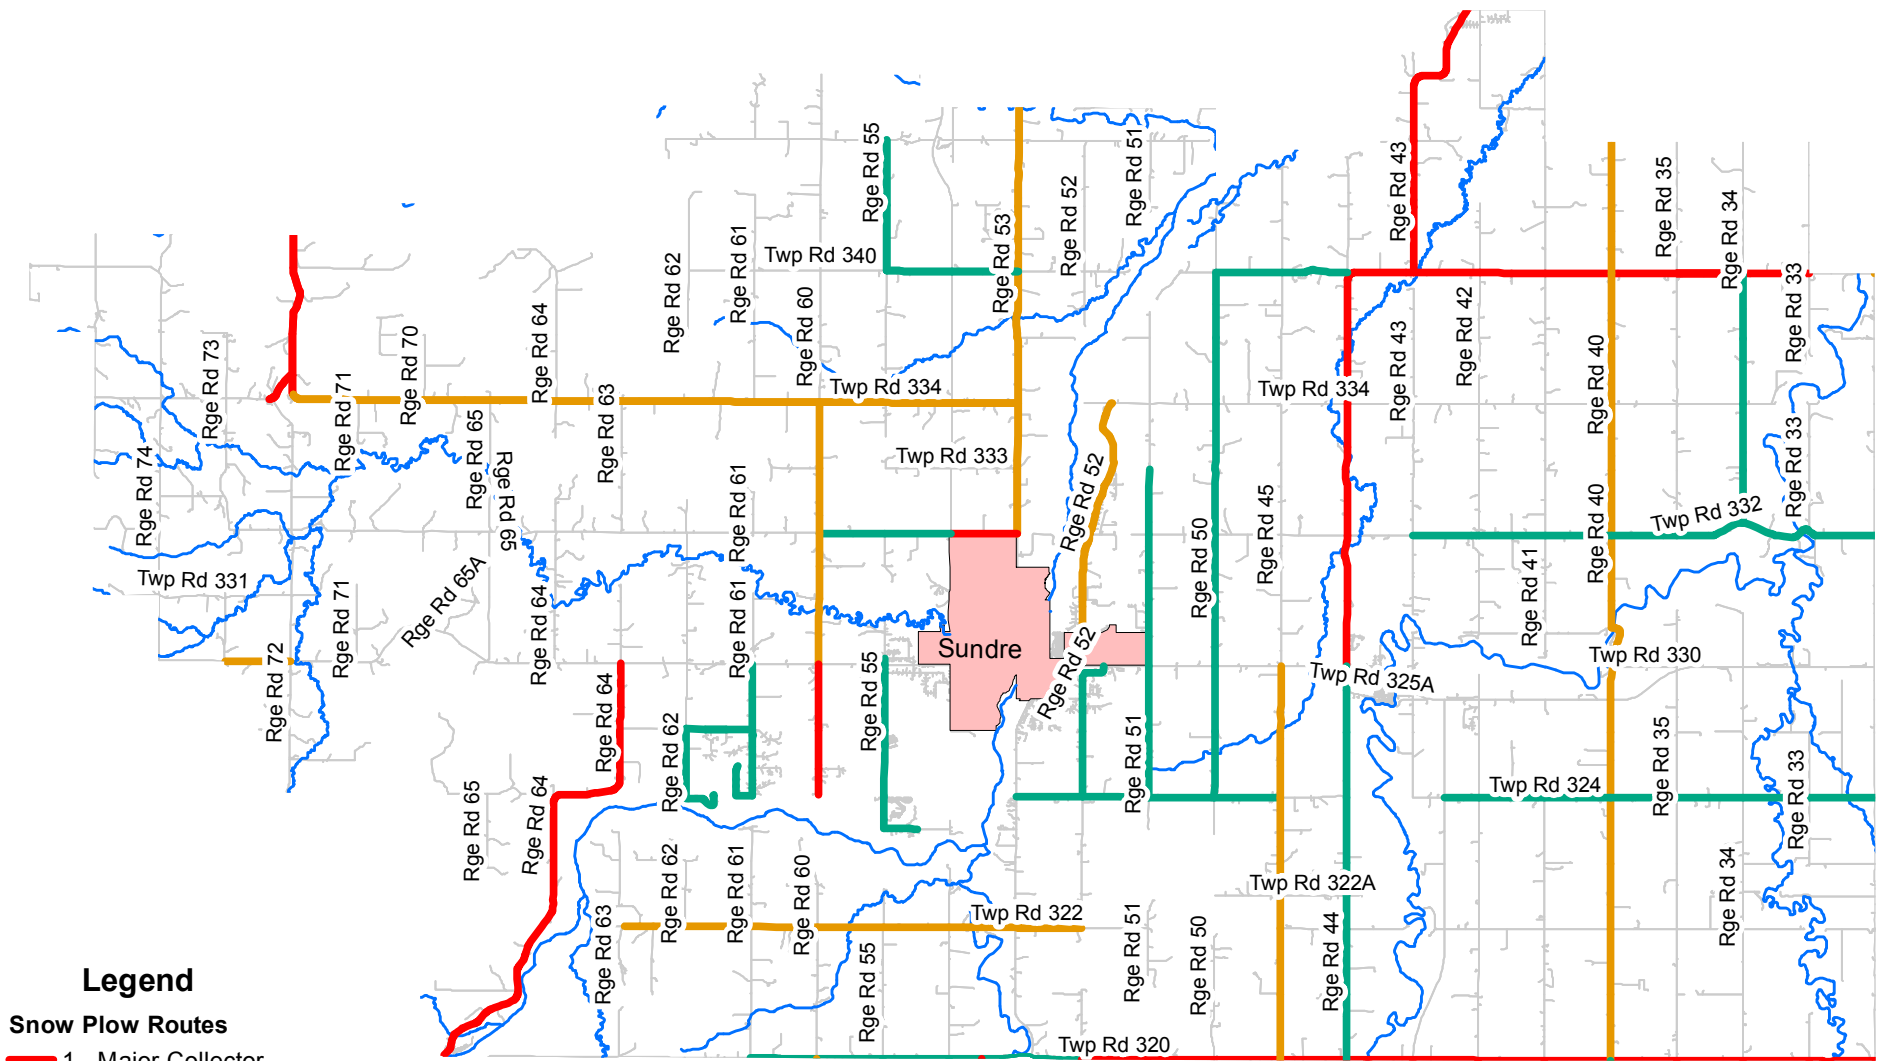 Rge Rd 55
Rge Rd 51
Rge Rd 43
Rge Rd 35
Rge Rd 52
Rge Rd 34
Rge Rd 53
Rge Rd 61
Rge Rd 62
Twp Rd 340
Rge Rd 33
Rge Rd 42
Rge Rd 60
Rge Rd 64
Rge Rd 70
Rge Rd 73
Rge Rd 71
Rge Rd 43
Rge Rd 40
Twp Rd 334
Twp Rd 334
Rge Rd 63
Rge Rd 65
Rge Rd 74
Rge Rd 65
Twp Rd 333
Rge Rd 61
Rge Rd 52
Rge Rd 33
Rge Rd 45
Rge Rd 50
Rge Rd 40
Twp Rd 332
Twp Rd 331
Rge Rd 65A
Rge Rd 71
Rge Rd 64
Rge Rd 61
Rge Rd 41
Sundre
Rge Rd 52
Twp Rd 330
Twp Rd 325A
Rge Rd 72
Rge Rd 64
Rge Rd 62
Rge Rd 55
Rge Rd 51
Rge Rd 35
Rge Rd 33
Twp Rd 324
Rge Rd 65
Rge Rd 64
Rge Rd 62
Rge Rd 61
Rge Rd 60
Twp Rd 322A
Rge Rd 34
Twp Rd 322
Rge Rd 63
Rge Rd 55
Rge Rd 51
Rge Rd 50
Rge Rd 44
Twp Rd 320
Legend
Snow Plow Routes
1 - Major Collector